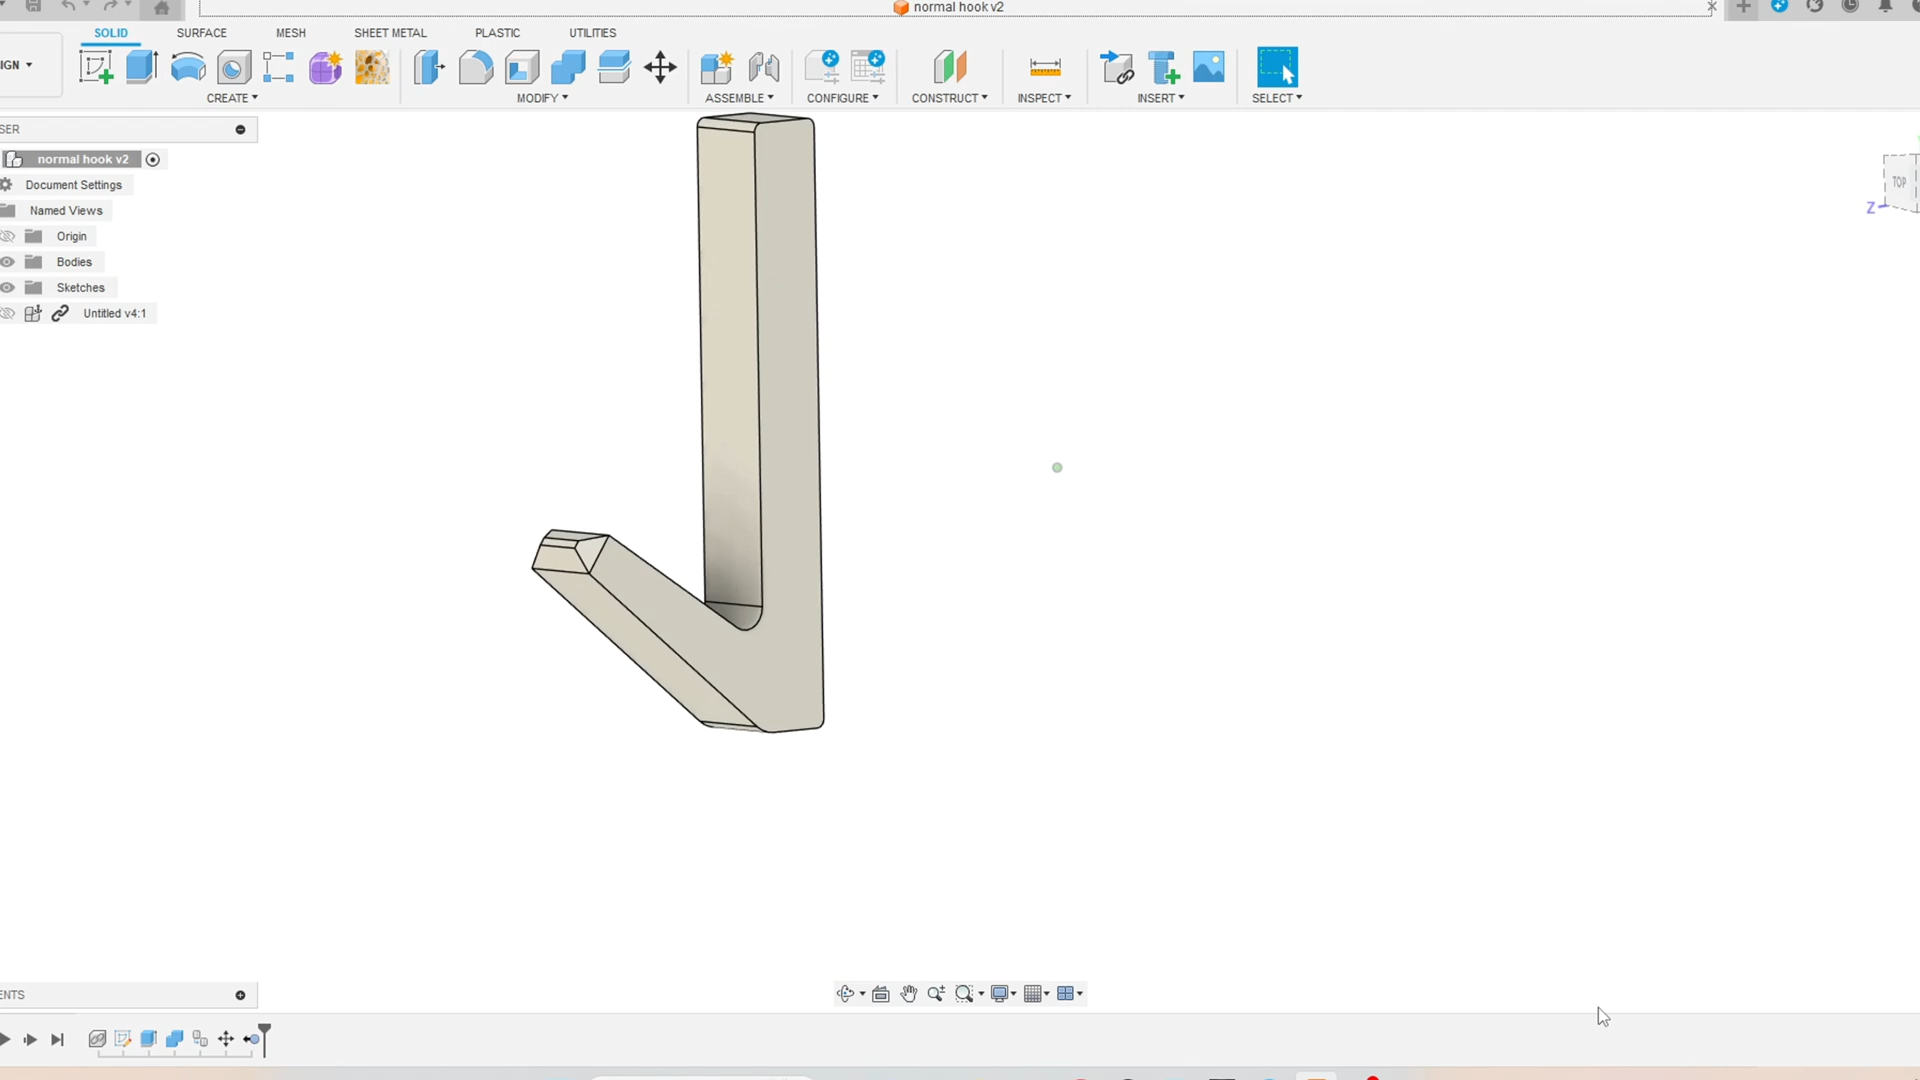 normal hook v2
SOLID SURFACE MESH SHEET METAL PLASTIC UTILITIES
IGN
CREATE MODIFY ASSEMBLE CONFIGURE CONSTRUCT INSPECT INSERT SELECT
SER
normal hook v2
Document Settings
Named Views
Origin
Bodies
Sketches
Untitled v4:1
TOP
Z
ENTS